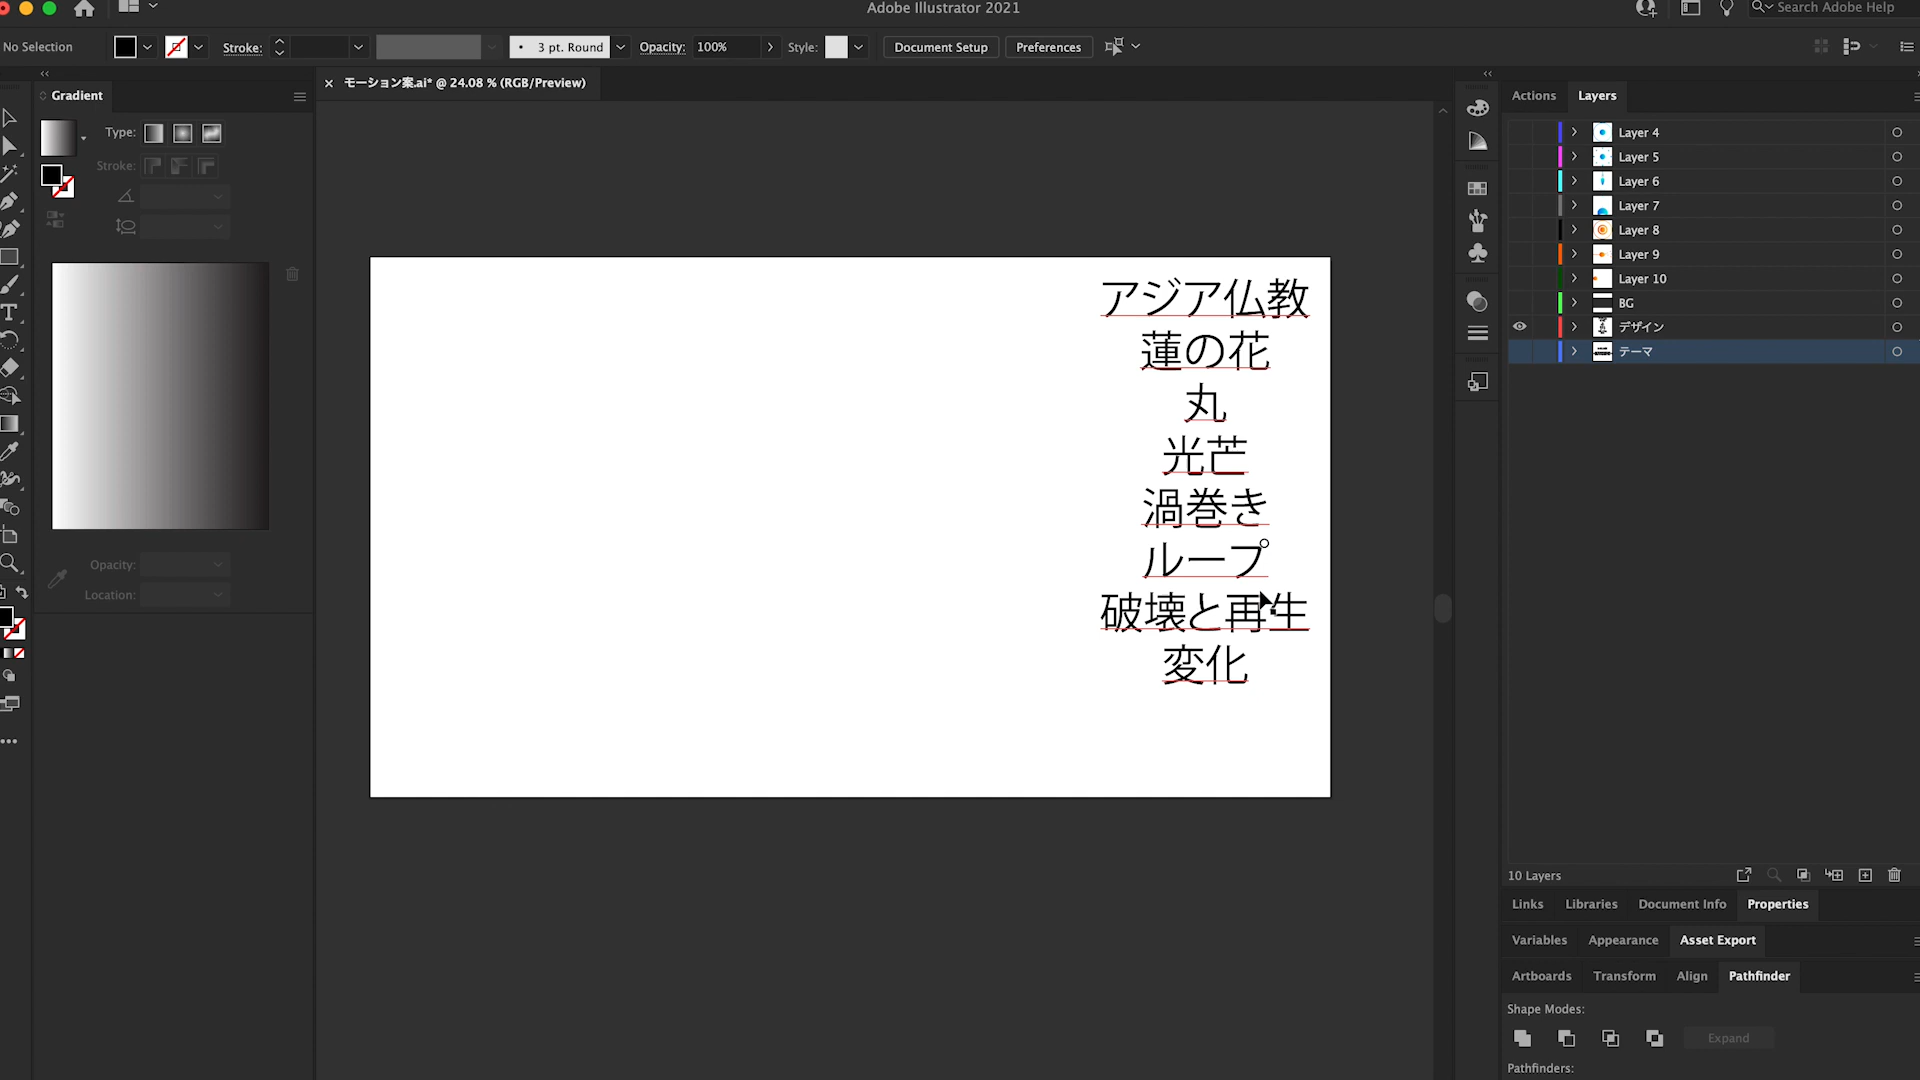 Adobe Illustrator 2021
Search Adobe Help
No Selection
Stroke:
3 pt. Round
Opacity:
100%
Style:
Document Setup
Preferences
モーション案.ai* @ 24.08 % (RGB/Preview)
Gradient
Type:
Stroke:
Opacity:
Location:
アジア仏教
蓮の花
丸
光芒
渦巻き
ループ
破壊と再生
変化
Actions
Layers
Layer 4
Layer 5
Layer 6
Layer 7
Layer 8
Layer 9
Layer 10
BG
デザイン
テーマ
10 Layers
Links
Libraries
Document Info
Properties
Variables
Appearance
Asset Export
Artboards
Transform
Align
Pathfinder
Shape Modes:
Expand
Pathfinders: